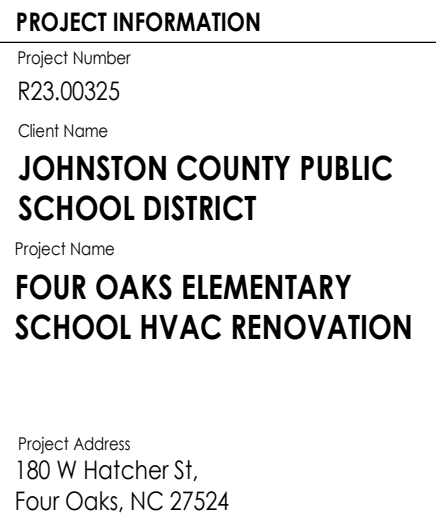 PROJECT INFORMATION
Project Number
R23.00325
Client Name
JOHNSTON COUNTY PUBLIC
SCHOOL DISTRICT
Project Name
FOUR OAKS ELEMENTARY
SCHOOL HVAC RENOVATION
Project Address
180 W Hatcher St,
Four Oaks, NC 27524